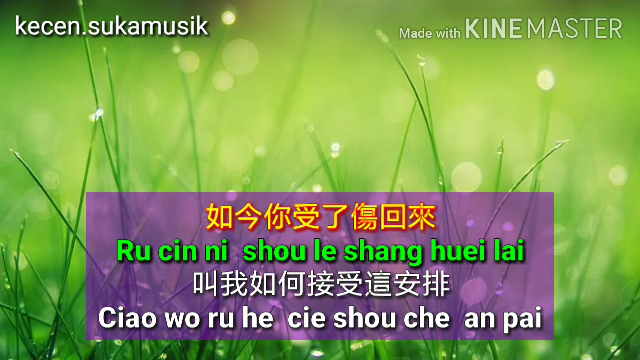 kecen.sukamusik
Made with KINEMASTER
如今你受了傷回來
Ru cin ni shou le shang huei lai
叫我如何接受這安排
Ciao wo ru he cie shou che an pai